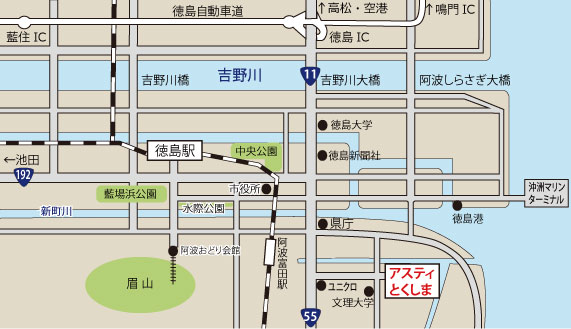 徳島自動車道
↑高松・空港
↑鳴門 IC
藍住 IC
徳島 IC
吉野川橋
吉野川
11
吉野川大橋
阿波しらさぎ大橋
徳島大学
徳島駅
中央公園
徳島新聞社
←池田
192
藍場浜公園
市役所
沖洲マリン
ターミナル
新町川
水際公園
徳島港
県庁
阿波おどり会館
阿波富田駅
眉 山
アスティ
とくしま
ユニクロ
文理大学
55